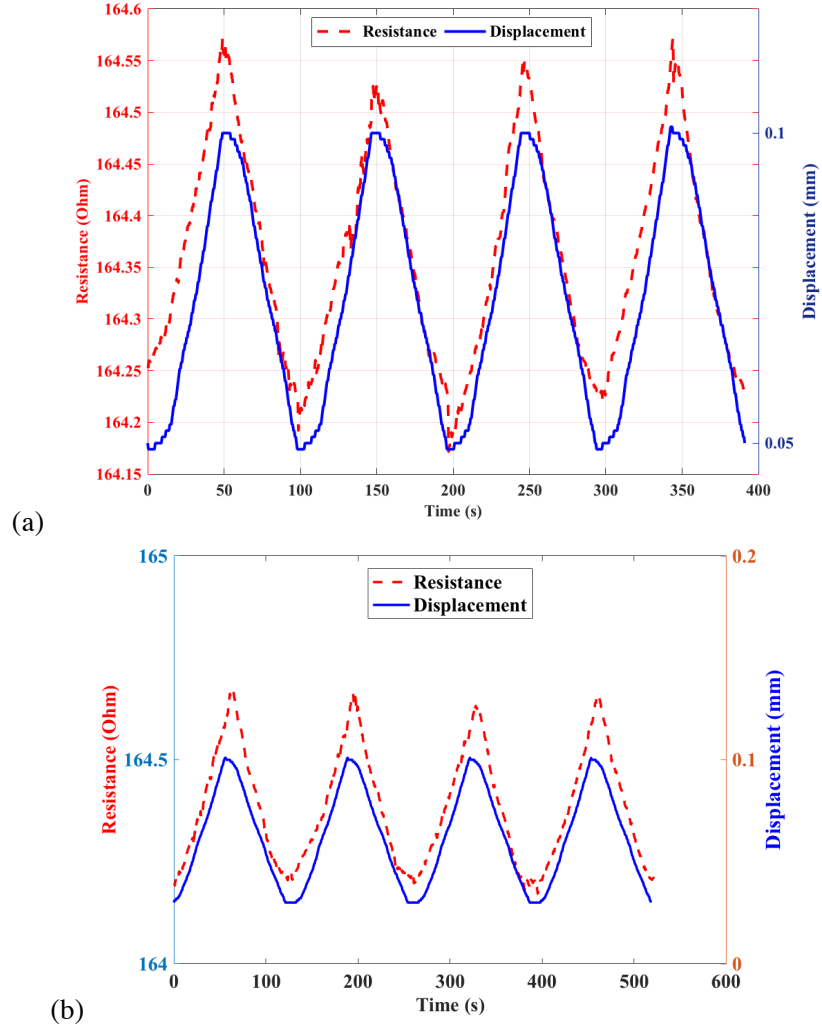 164.6
164.55
164.5
164.45
164.4
164.35
164.3
164.25
164.2
164.15
Resistance (Ohm)
Resistance Displacement
0.1
0.05
Displacement (mm)
0 50 100 150 200 250 300 350 400
Time (s)
(a)
165
164.5
164
Resistance (Ohm)
Resistance
Displacement
0.2
0.1
0
Displacement (mm)
0 100 200 300 400 500 600
Time (s)
(b)